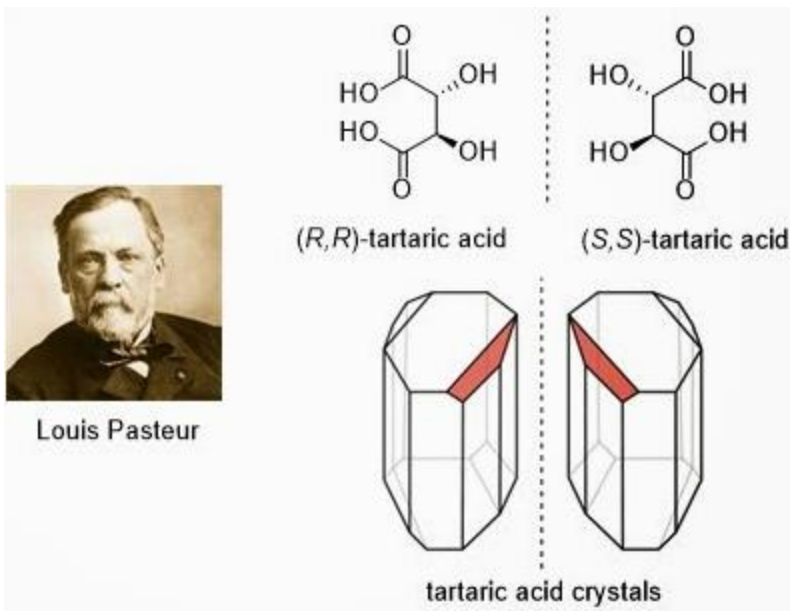 O
OH
HO
HO
OH
O
(R,R)-tartaric acid
O
HO
OH
OH
HO
O
(S,S)-tartaric acid
Louis Pasteur
tartaric acid crystals